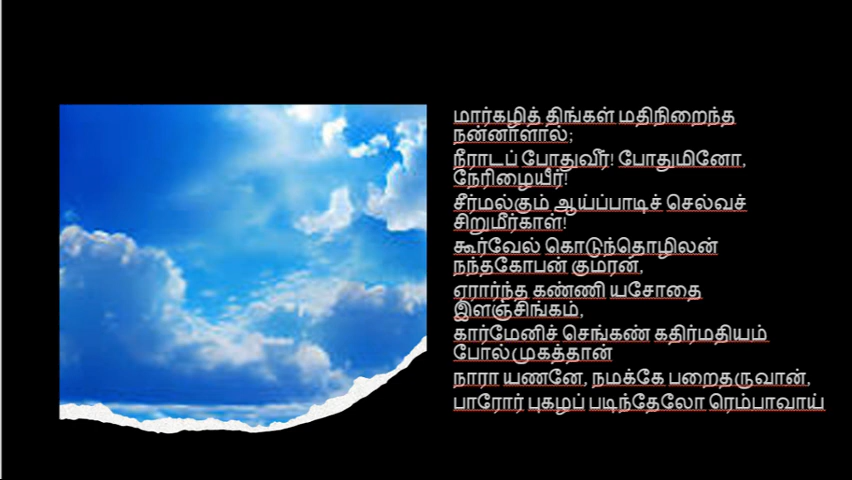 மார்கழித் திங்கள் மதிநிறைந்த
நன்னாளால்;
நீராடப் போதுவீர்! போதுமினோ,
நேரிழையீர்!
சீர்மல்கும் ஆய்ப்பாடிச் செல்வச்
சிறுமீர்காள்!
கூர்வேல் கொடுந்தொழிலன்
நந்தகோபன் குமரன்,
ஏரார்ந்த கண்ணி யசோதை
இளஞ்சிங்கம்,
கார்மேனிச் செங்கண் கதிர்மதியம்
போல்முகத்தான்
நாரா யணனே, நமக்கே பறைதருவான்,
பாரோர் புகழப் படிந்தேலோ ரெம்பாவாய்